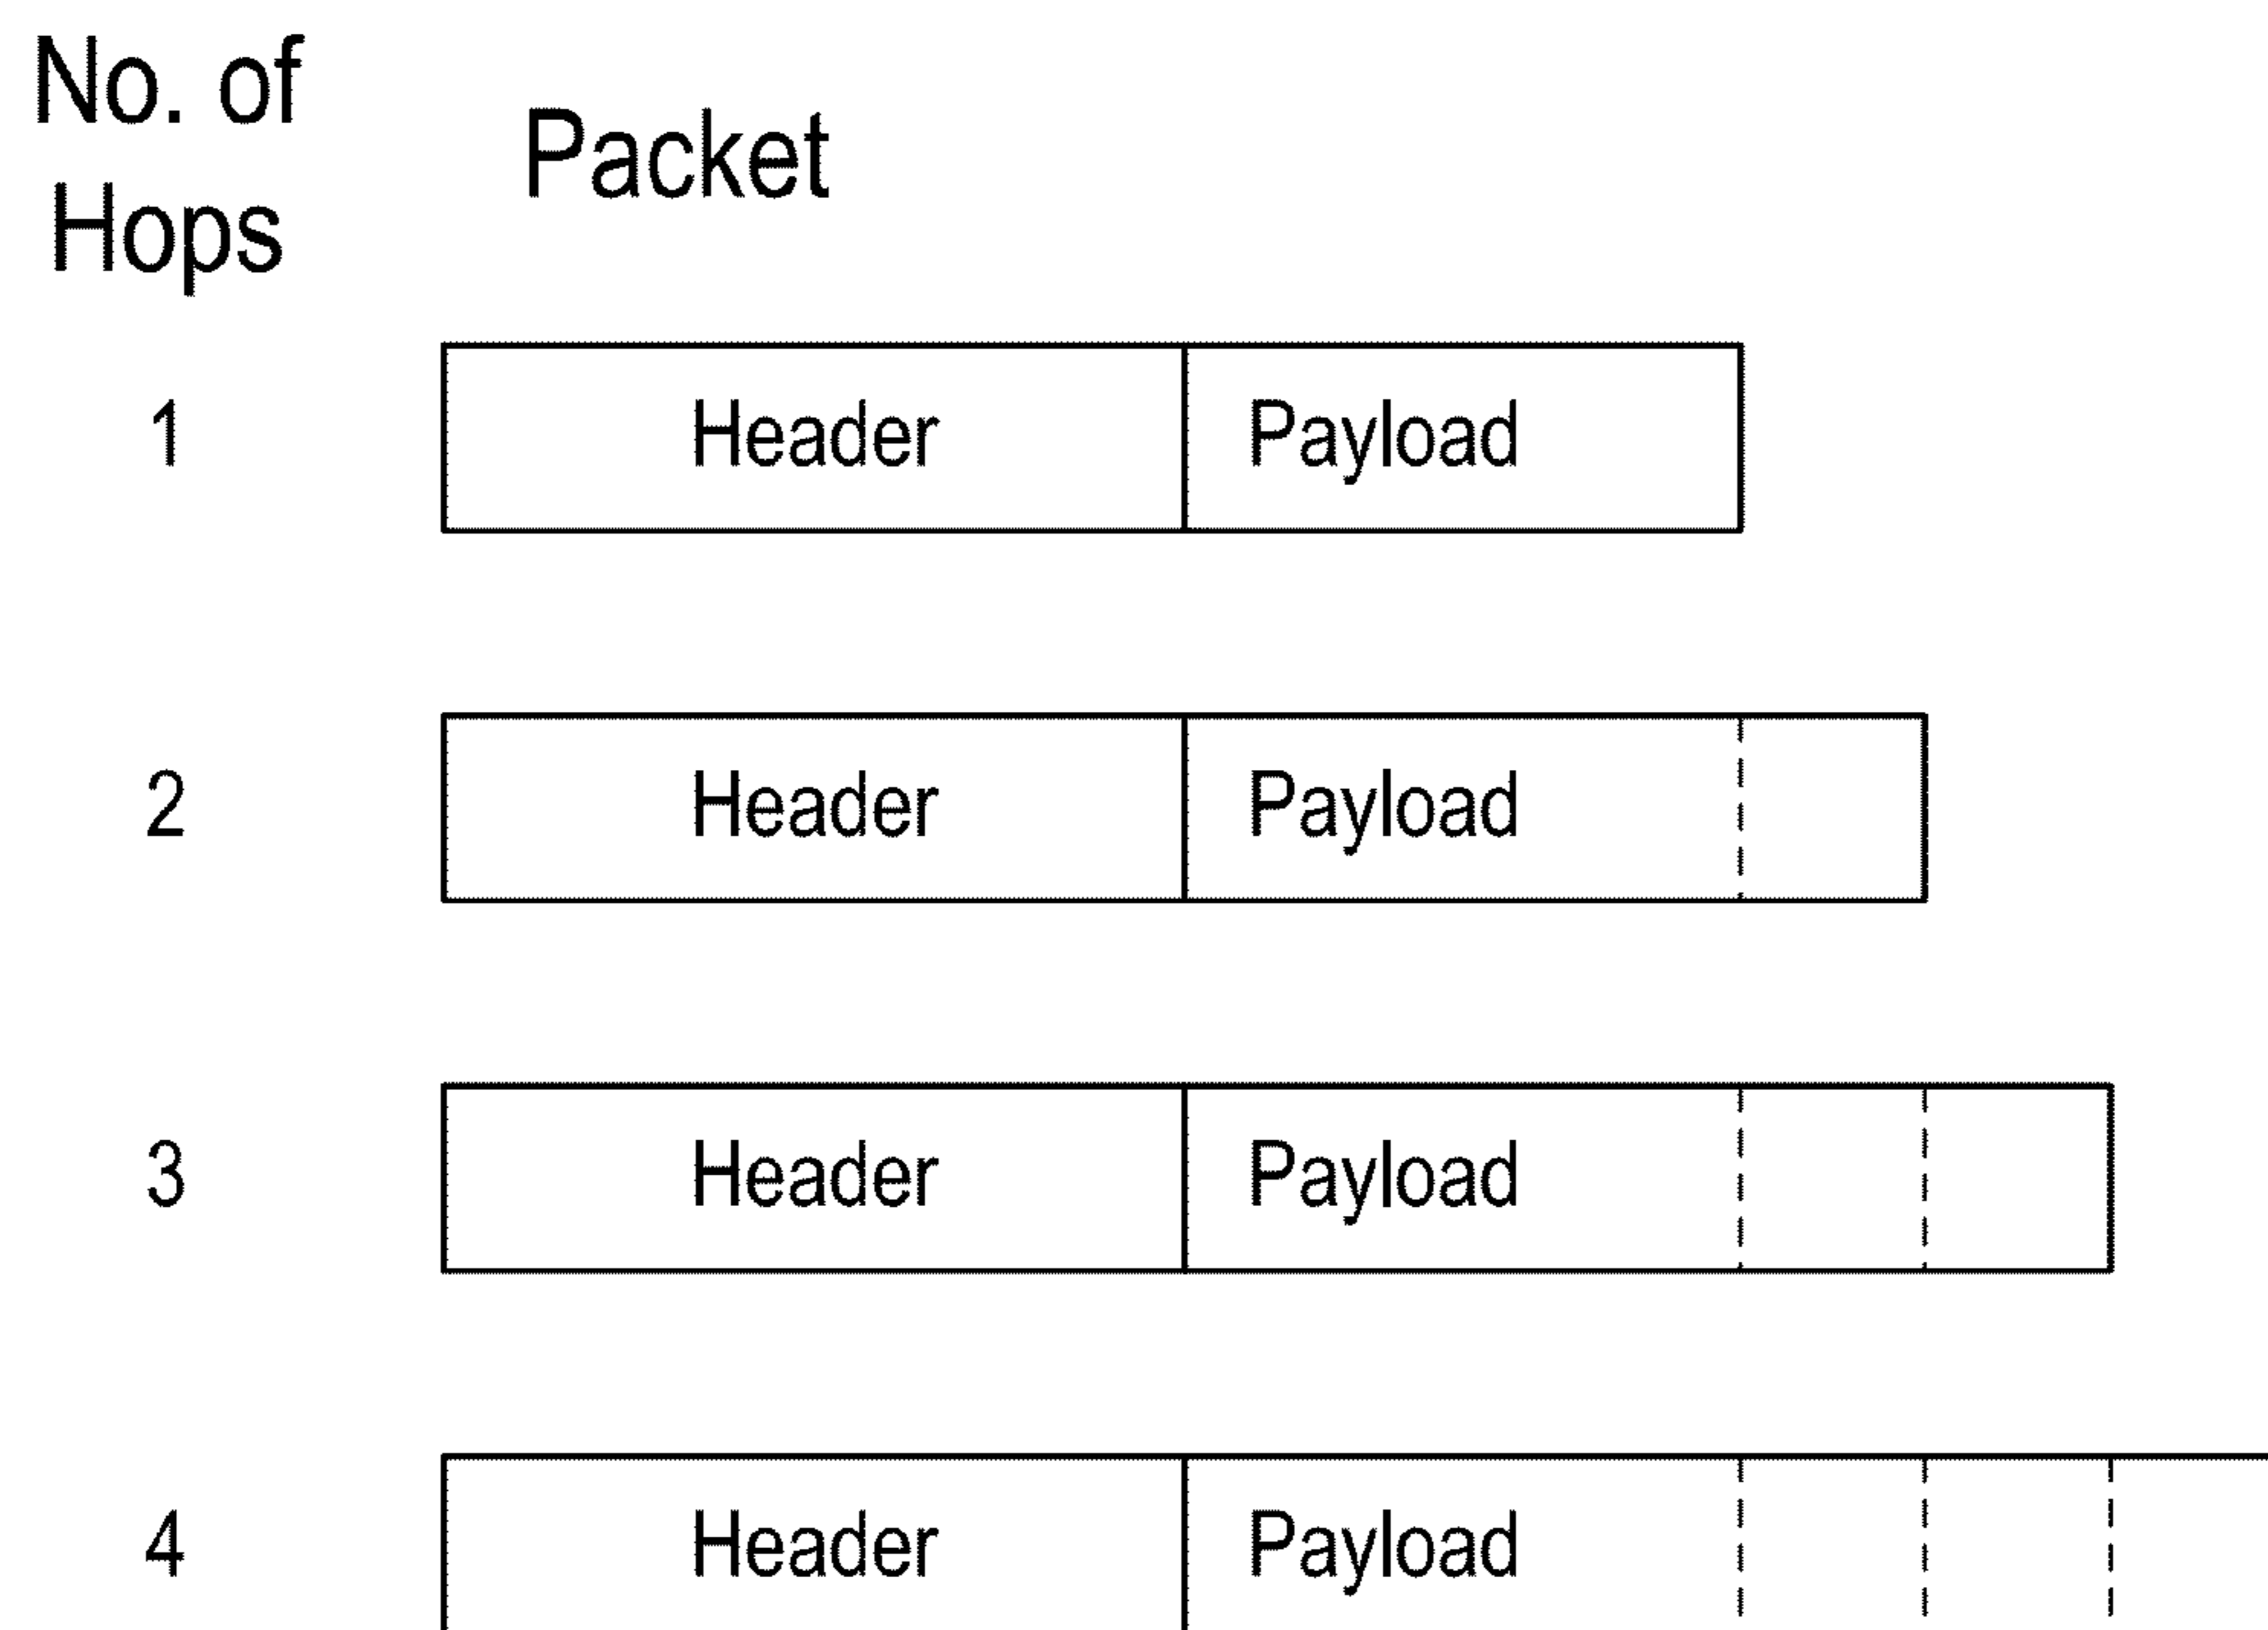 No. of
Hops
Packet
1 Header Payload
2 Header Payload
3 Header Payload
4 Header Payload